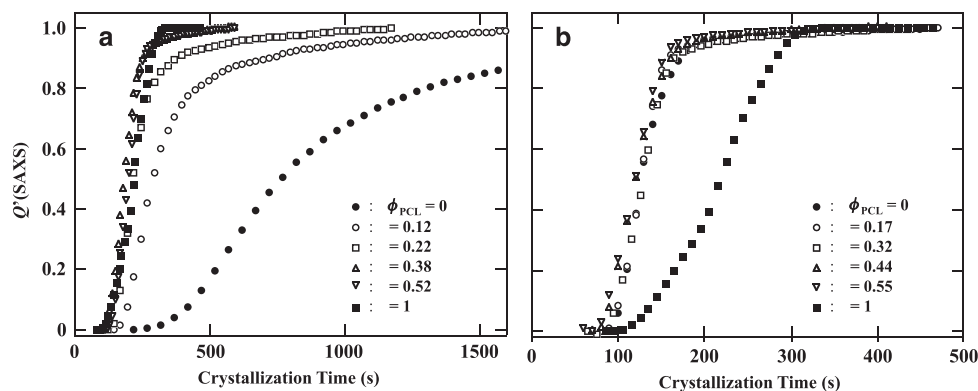 a
1.0
0.8
0.6
0.4
0.2
0
Q'(SAXS)
● : ϕPCL = 0
○ : = 0.12
□ : = 0.22
△ : = 0.38
▽ : = 0.52
■ : = 1
0 500 1000 1500
Crystallization Time (s)
b
● : ϕPCL = 0
○ : = 0.17
□ : = 0.32
△ : = 0.44
▽ : = 0.55
■ : = 1
0 100 200 300 400 500
Crystallization Time (s)